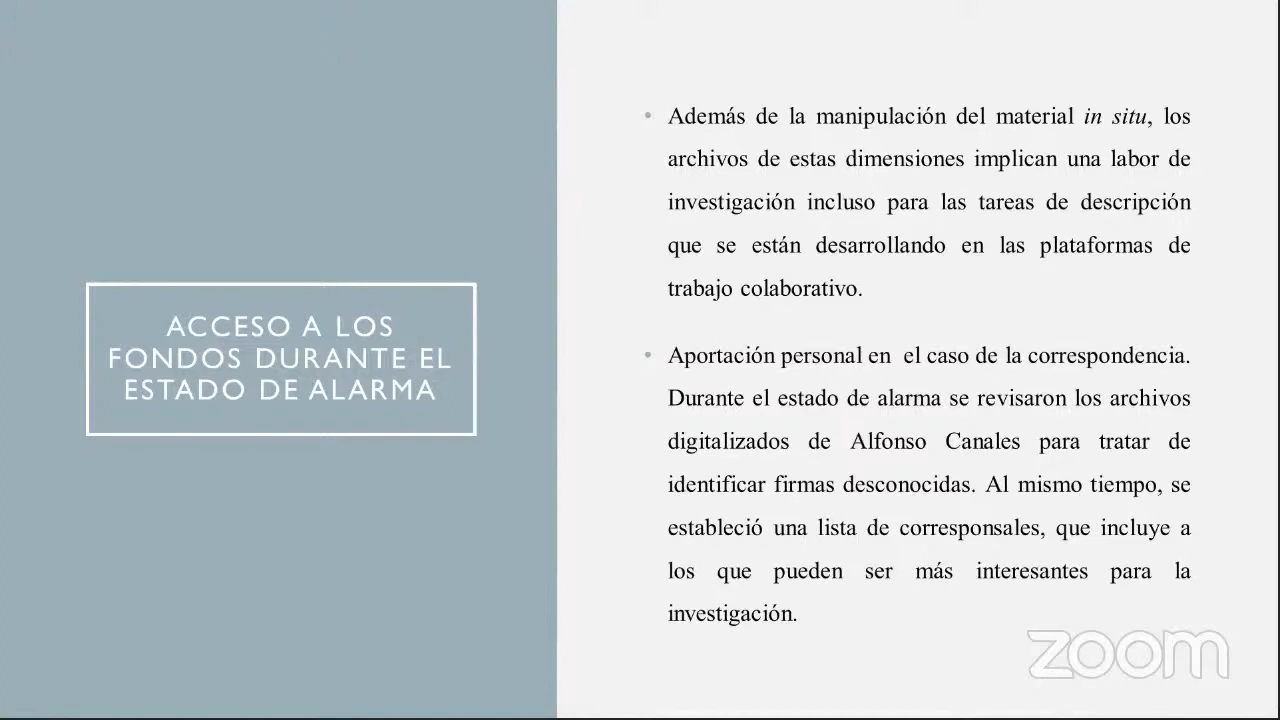 ACCESO A LOS
FONDOS DURANTE EL
ESTADO DE ALARMA
• Además de la manipulación del material in situ, los
archivos de estas dimensiones implican una labor de
investigación incluso para las tareas de descripción
que se están desarrollando en las plataformas de
trabajo colaborativo.
• Aportación personal en el caso de la correspondencia.
Durante el estado de alarma se revisaron los archivos
digitalizados de Alfonso Canales para tratar de
identificar firmas desconocidas. Al mismo tiempo, se
estableció una lista de corresponsales, que incluye a
los que pueden ser más interesantes para la
investigación.
zoom